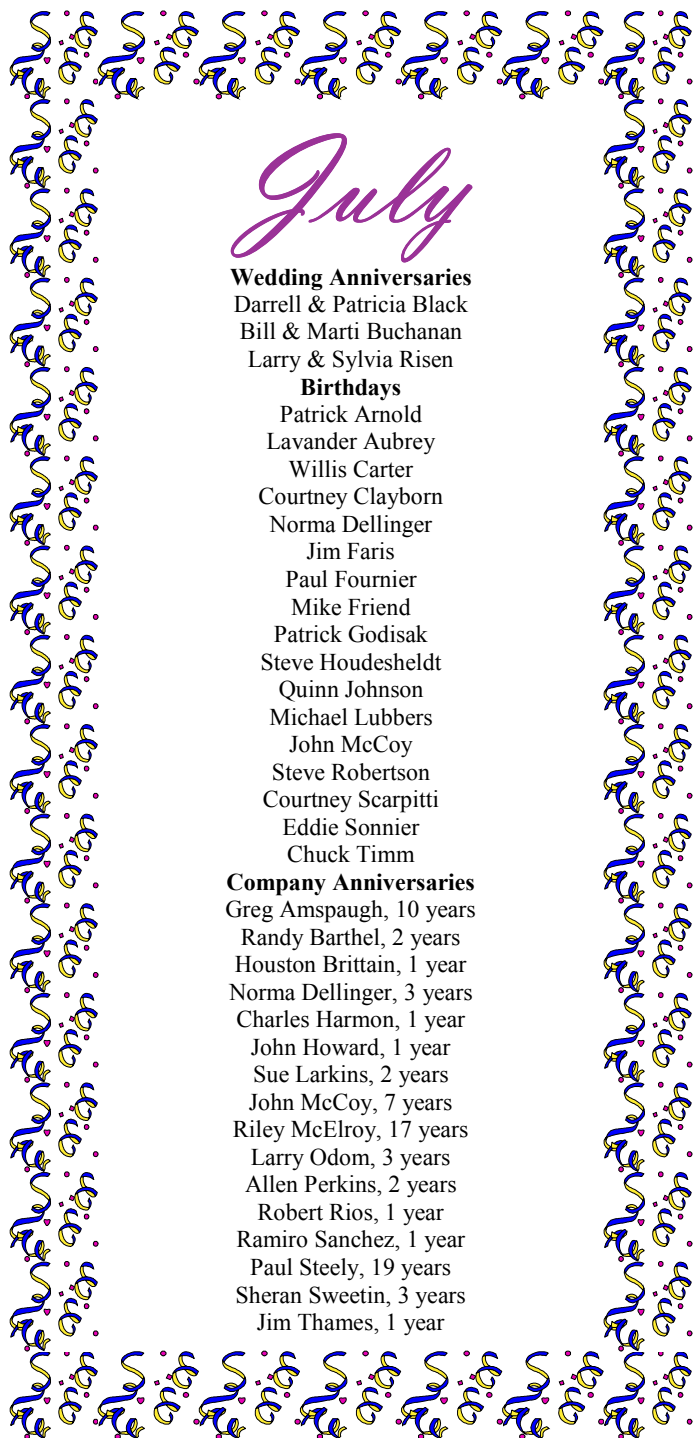 July
Wedding Anniversaries
Darrell & Patricia Black
Bill & Marti Buchanan
Larry & Sylvia Risen
Birthdays
Patrick Arnold
Lavander Aubrey
Willis Carter
Courtney Clayborn
Norma Dellinger
Jim Faris
Paul Fournier
Mike Friend
Patrick Godisak
Steve Houdesheldt
Quinn Johnson
Michael Lubbers
John McCoy
Steve Robertson
Courtney Scarpitti
Eddie Sonnier
Chuck Timm
Company Anniversaries
Greg Amspaugh, 10 years
Randy Barthel, 2 years
Houston Brittain, 1 year
Norma Dellinger, 3 years
Charles Harmon, 1 year
John Howard, 1 year
Sue Larkins, 2 years
John McCoy, 7 years
Riley McElroy, 17 years
Larry Odom, 3 years
Allen Perkins, 2 years
Robert Rios, 1 year
Ramiro Sanchez, 1 year
Paul Steely, 19 years
Sheran Sweetin, 3 years
Jim Thames, 1 year